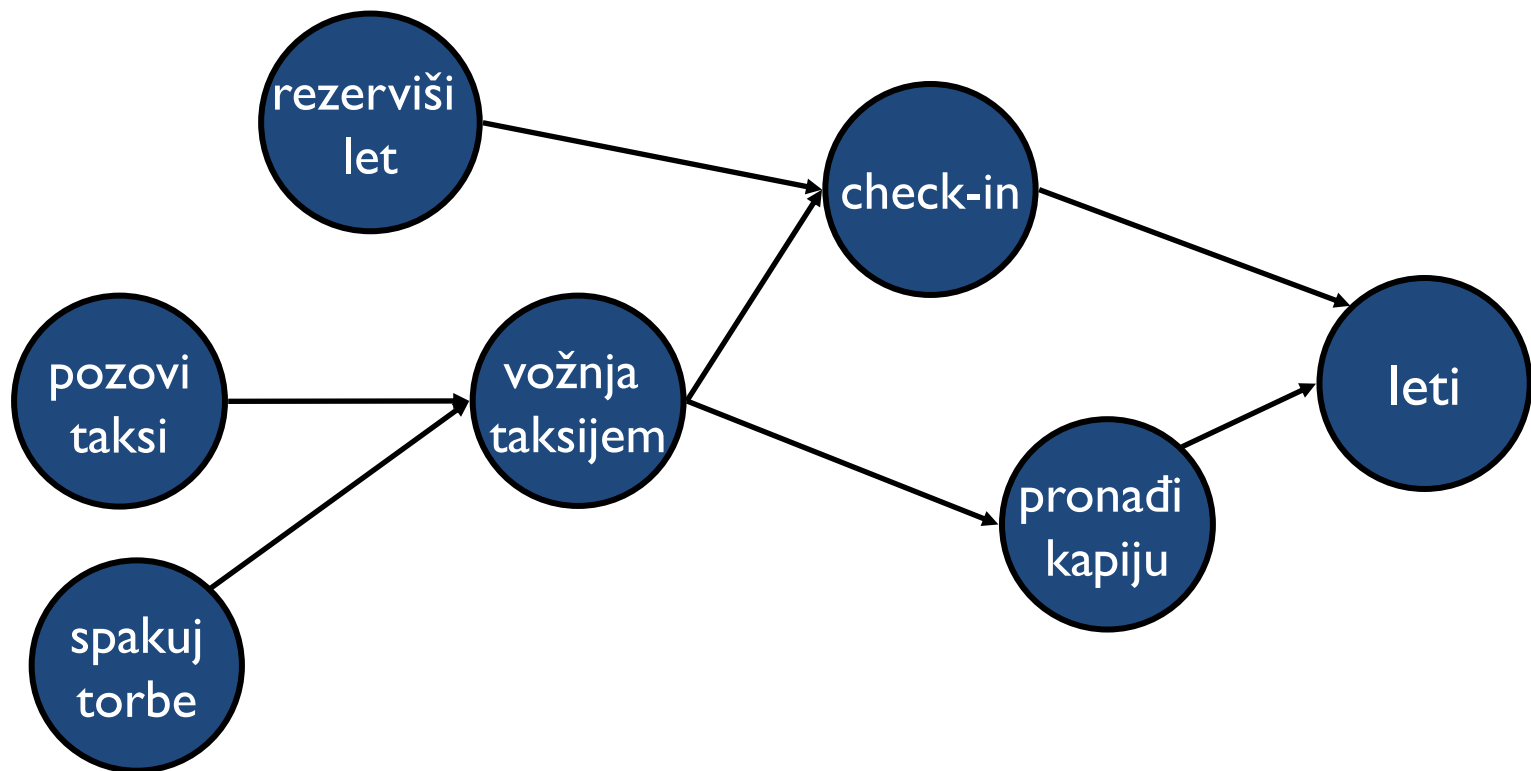 rezerviši
let
check-in
pozovi
taksi
vožnja
taksijem
leti
pronađi
kapiju
spakuj
torbe